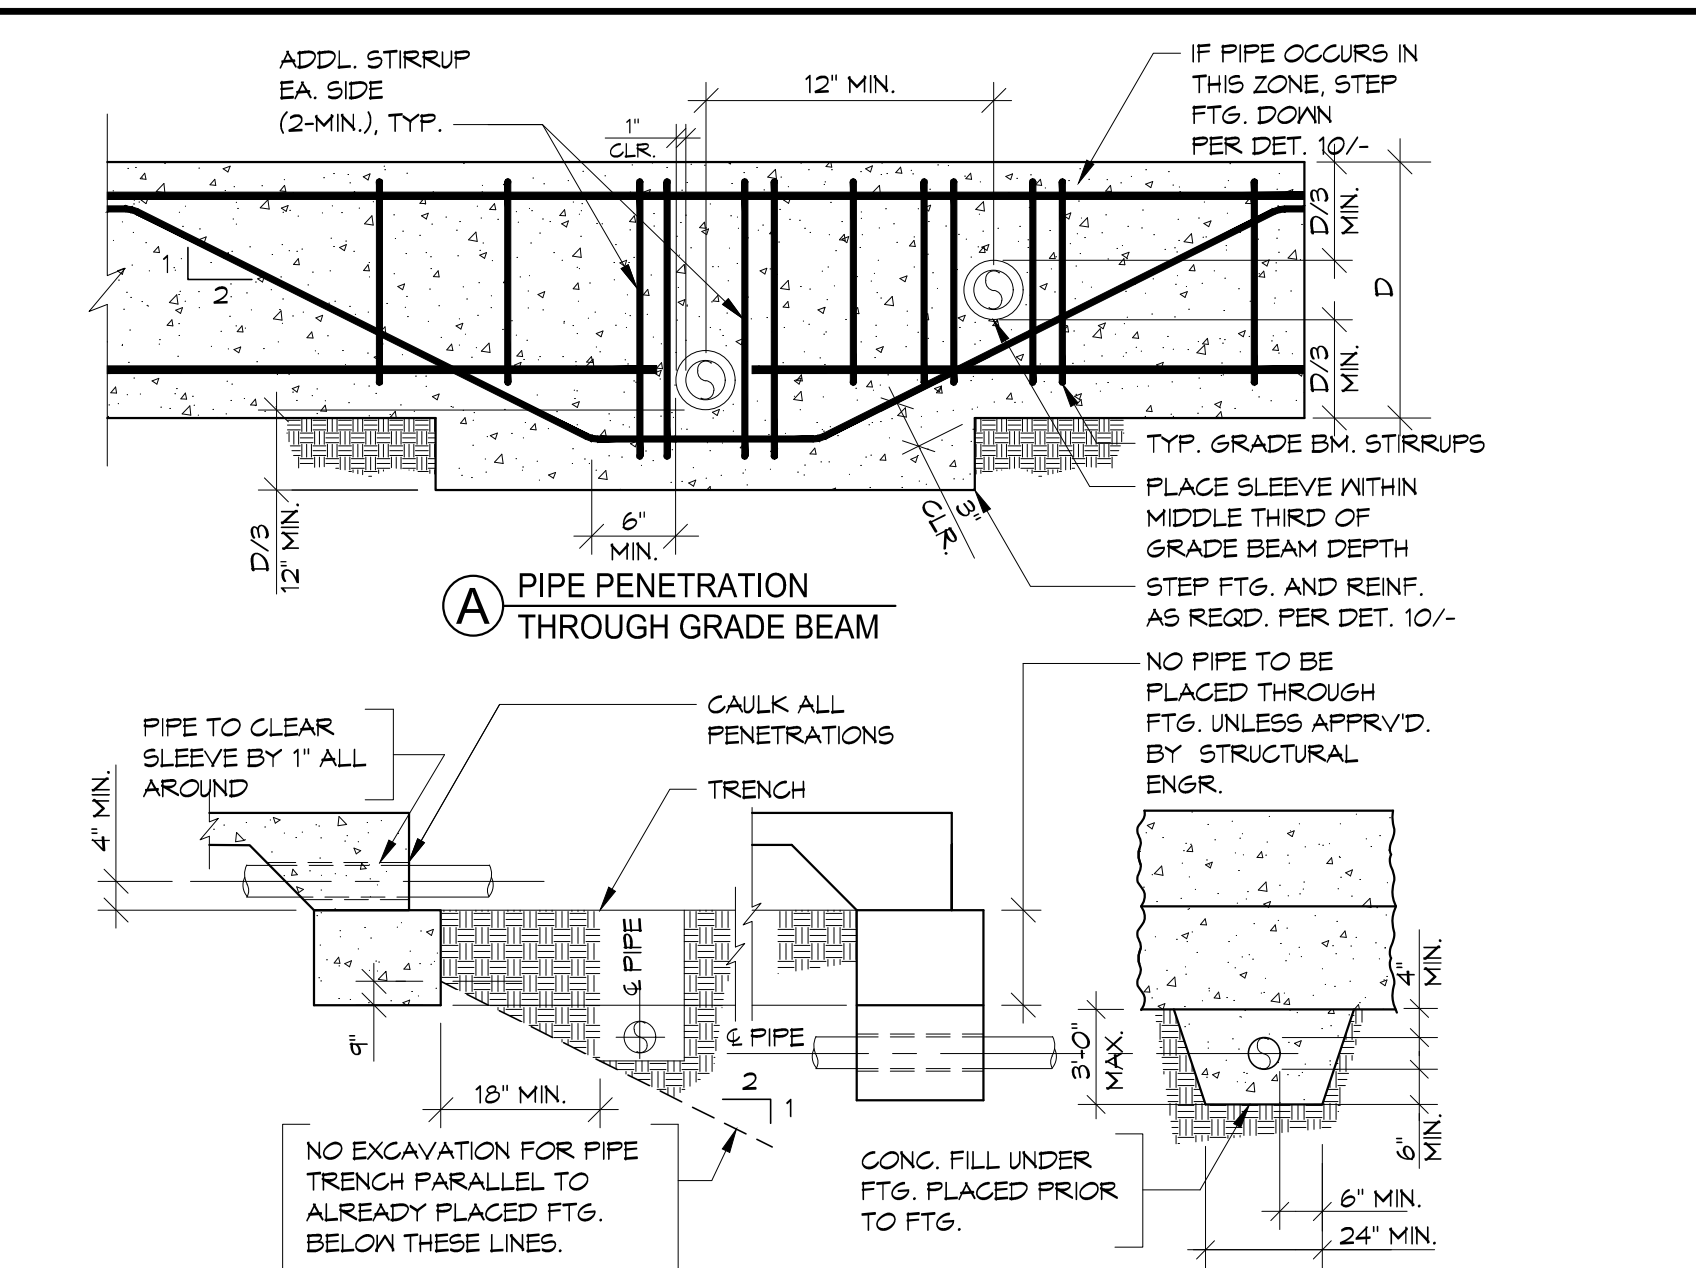 ADDL. STIRRUP
EA. SIDE
(2-MIN.), TYP.
1"
CLR.
12" MIN.
IF PIPE OCCURS IN
THIS ZONE, STEP
FTG. DOWN
PER DET. 10/-
D/3
MIN.
D
D/3
MIN.
1
2
D/3
12" MIN.
6"
MIN.
3"
CLR.
TYP. GRADE BM. STIRRUPS
PLACE SLEEVE WITHIN
MIDDLE THIRD OF
GRADE BEAM DEPTH
STEP FTG. AND REINF.
AS REQD. PER DET. 10/-
A
PIPE PENETRATION
THROUGH GRADE BEAM
NO PIPE TO BE
PLACED THROUGH
FTG. UNLESS APPRV'D.
BY STRUCTURAL
ENGR.
PIPE TO CLEAR
SLEEVE BY 1" ALL
AROUND
CAULK ALL
PENETRATIONS
TRENCH
4" MIN.
℄ PIPE
℄ PIPE
9"
18" MIN.
2
1
3'-0"
MAX.
4"
MIN.
6"
MIN.
6" MIN.
24" MIN.
NO EXCAVATION FOR PIPE
TRENCH PARALLEL TO
ALREADY PLACED FTG.
BELOW THESE LINES.
CONC. FILL UNDER
FTG. PLACED PRIOR
TO FTG.